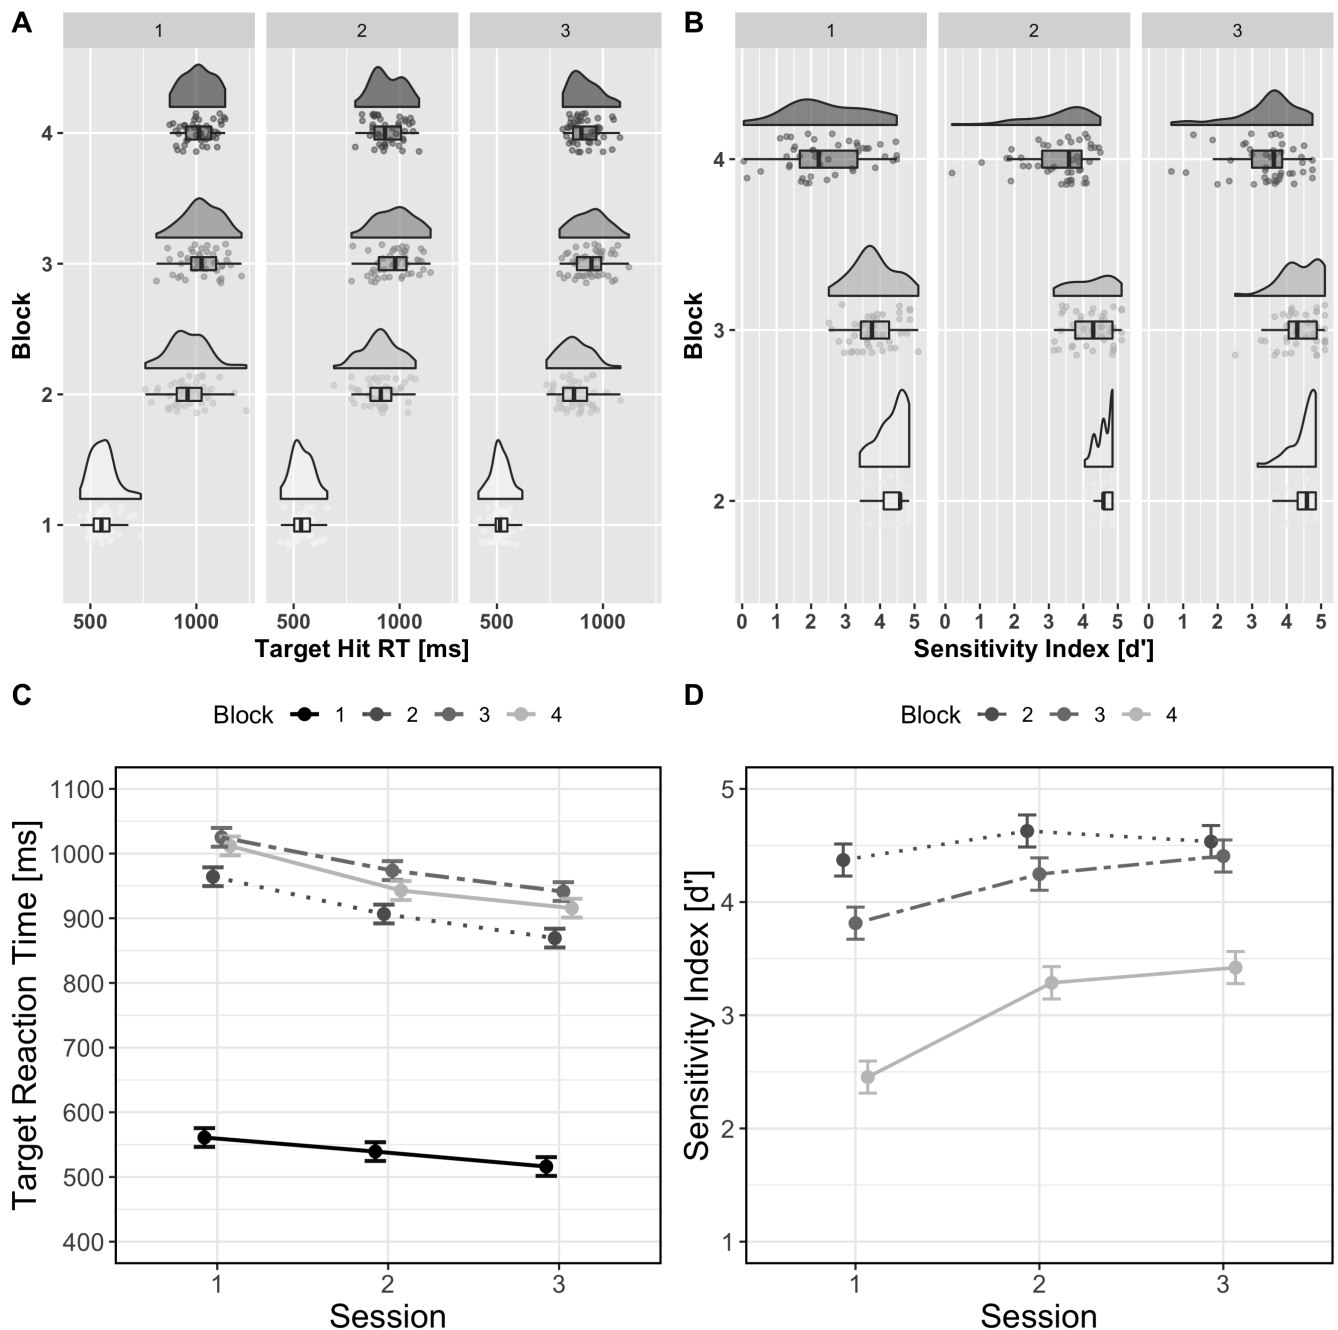 A
1 2 3
4
3
2
1
Block
500 1000 500 1000 500 1000
Target Hit RT [ms]
B
1 2 3
4
3
2
Block
0 1 2 3 4 5 0 1 2 3 4 5 0 1 2 3 4 5
Sensitivity Index [d']
C
Block 1 2 3 4
1100
1000
900
800
700
600
500
400
Target Reaction Time [ms]
1 2 3
Session
D
Block 2 3 4
5
4
3
2
1
Sensitivity Index [d']
1 2 3
Session